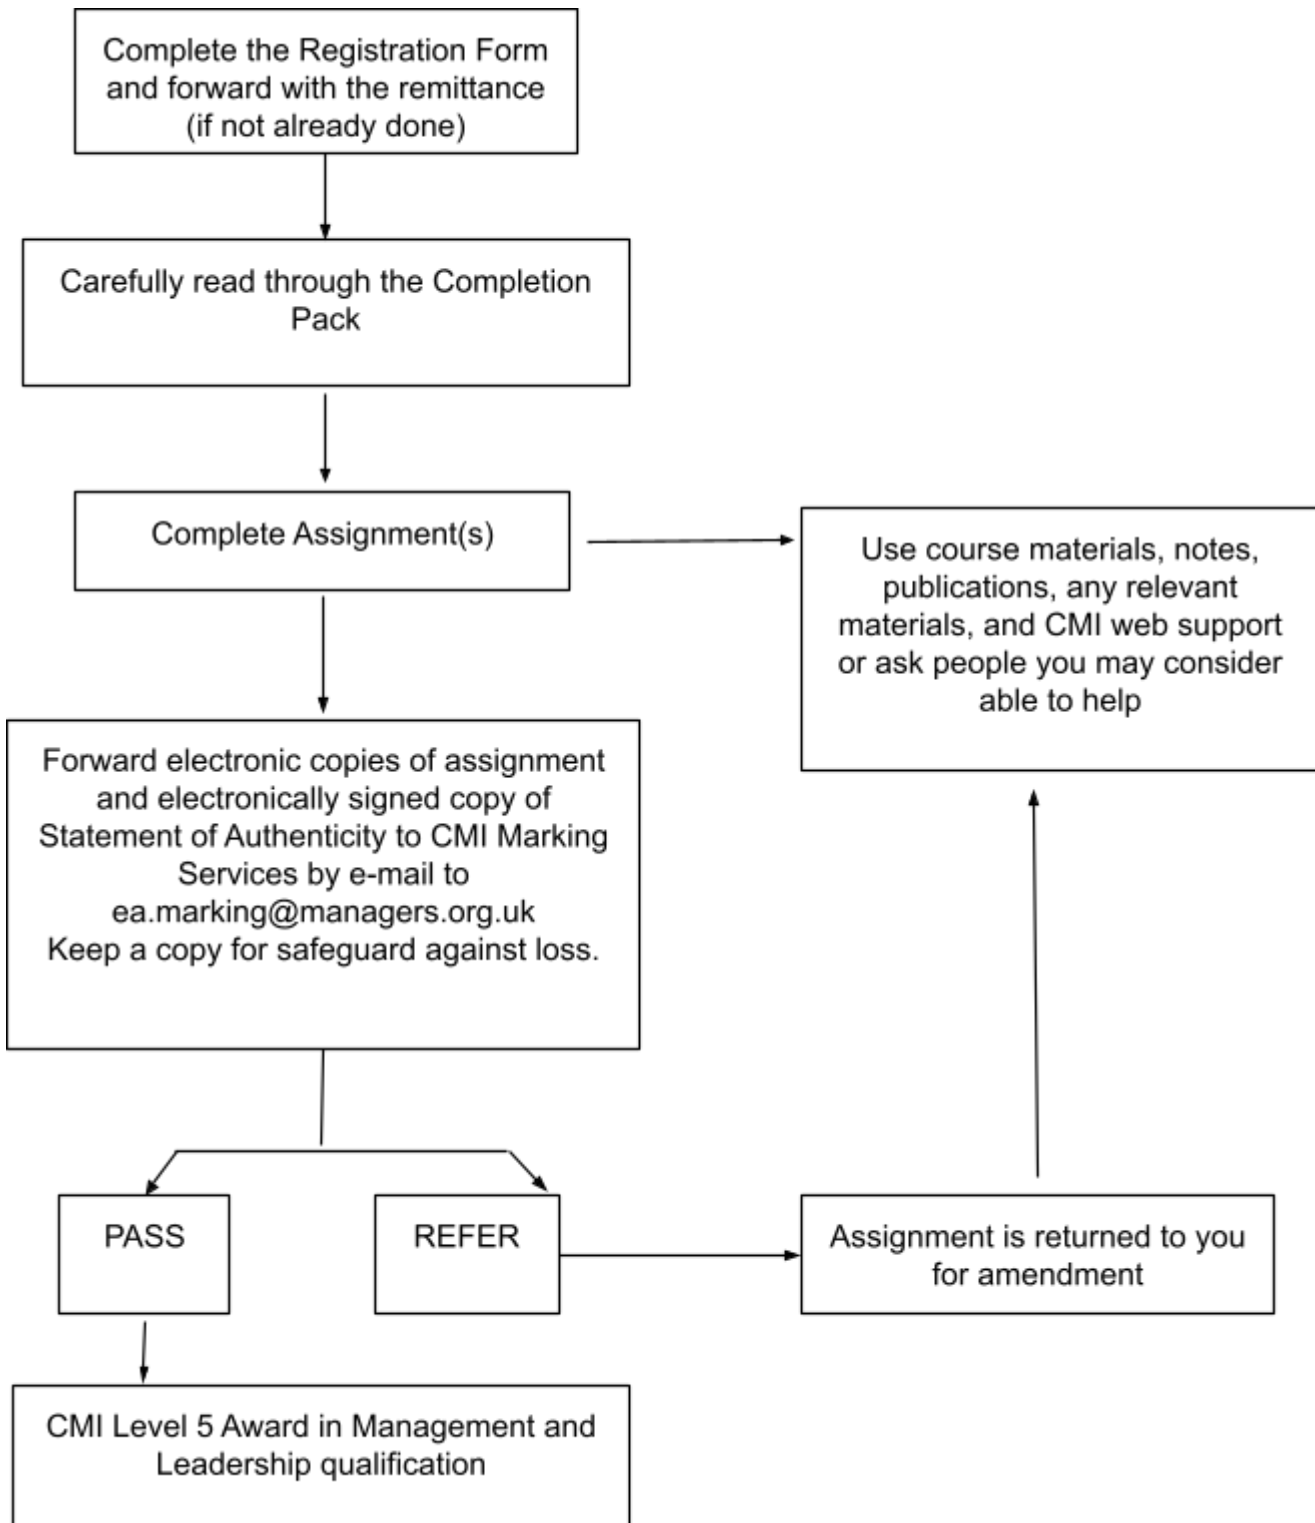 Complete the Registration Form
and forward with the remittance
(if not already done)
Carefully read through the Completion
Pack
Complete Assignment(s)
Use course materials, notes,
publications, any relevant
materials, and CMI web support
or ask people you may consider
able to help
Forward electronic copies of assignment
and electronically signed copy of
Statement of Authenticity to CMI Marking
Services by e-mail to
ea.marking@managers.org.uk
Keep a copy for safeguard against loss.
PASS
REFER
Assignment is returned to you
for amendment
CMI Level 5 Award in Management and
Leadership qualification